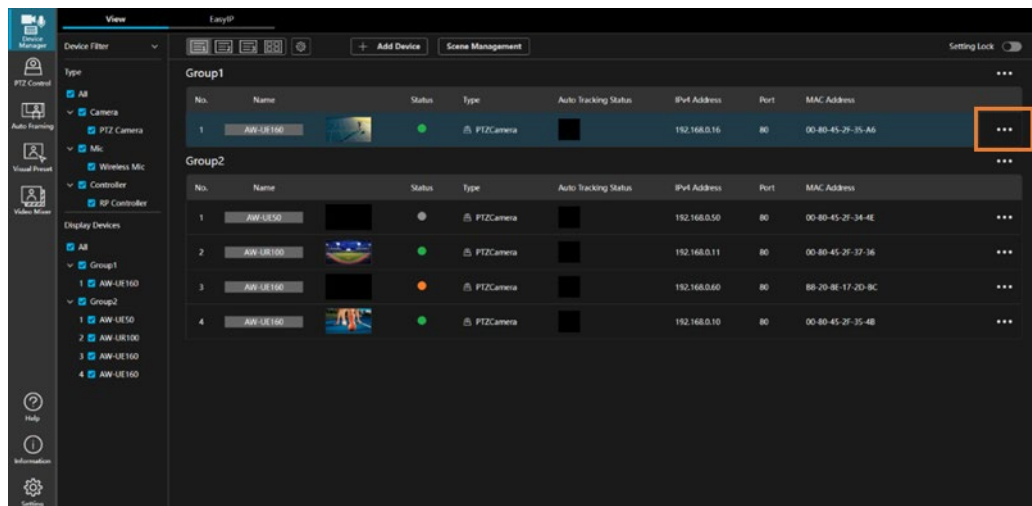 View
EasyIP
Device Manager
Device Filter
+ Add Device
Scene Management
Setting Lock
PTZ Control
Auto Framing
Visual Preset
Video Mixer
Help
Information
Setting
Type
All
Camera
PTZ Camera
Mic
Wireless Mic
Controller
RP Controller
Display Devices
All
Group1
1 AW-UE160
Group2
1 AW-UE50
2 AW-UR100
3 AW-UE160
4 AW-UE160
Group1
No. Name Status Type Auto Tracking Status IPv4 Address Port MAC Address
1 AW-UE160 PTZCamera 192.168.0.16 80 00-80-45-2F-35-A6
Group2
No. Name Status Type Auto Tracking Status IPv4 Address Port MAC Address
1 AW-UE50 PTZCamera 192.168.0.50 80 00-80-45-2F-34-4E
2 AW-UR100 PTZCamera 192.168.0.11 80 00-80-45-2F-37-36
3 AW-UE160 PTZCamera 192.168.0.60 80 B8-20-8E-17-2D-BC
4 AW-UE160 PTZCamera 192.168.0.10 80 00-80-45-2F-35-4B